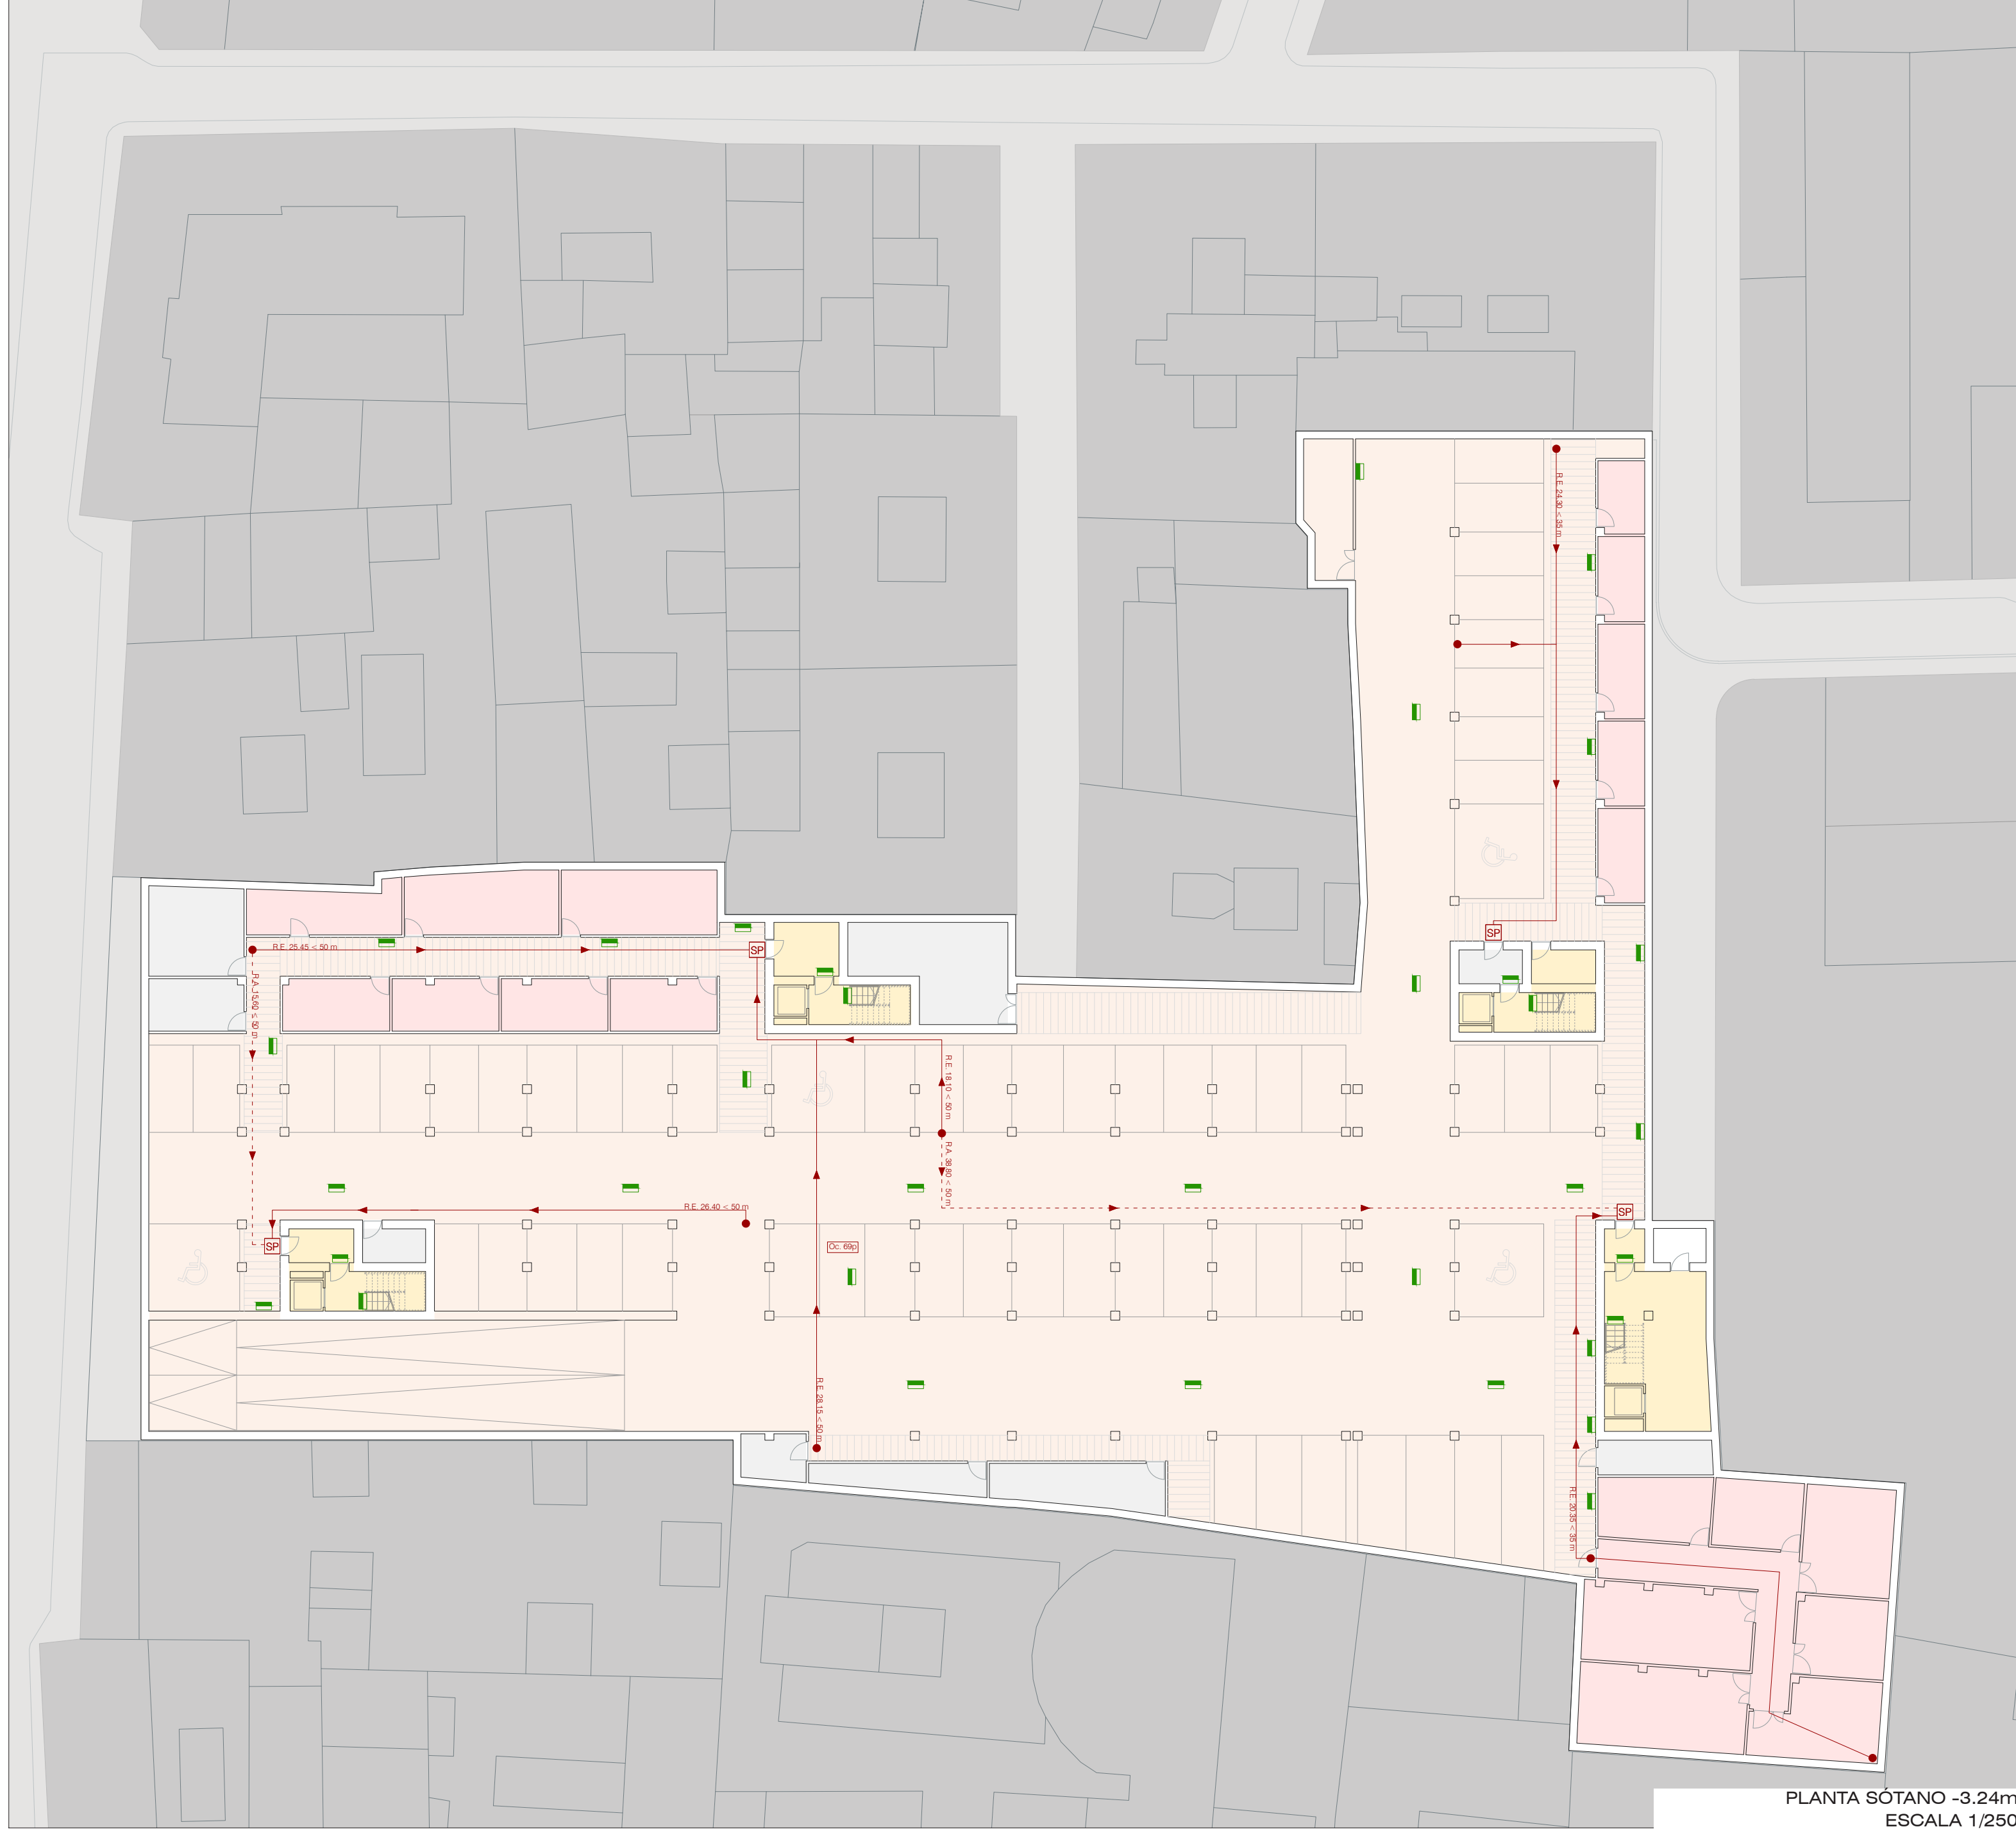 R.E. 24.30 < 35 m
SP
SP
R.E. 25.45 < 50 m
R.A. 15.60 < 50 m
R.E. 18.10 < 50 m
R.A. 38.80 < 50 m
R.E. 26.40 < 50 m
SP
SP
Oc. 69p
R.E. 28.15 < 50 m
R.E. 20.35 < 35 m
PLANTA SÓTANO -3.24m
ESCALA 1/250